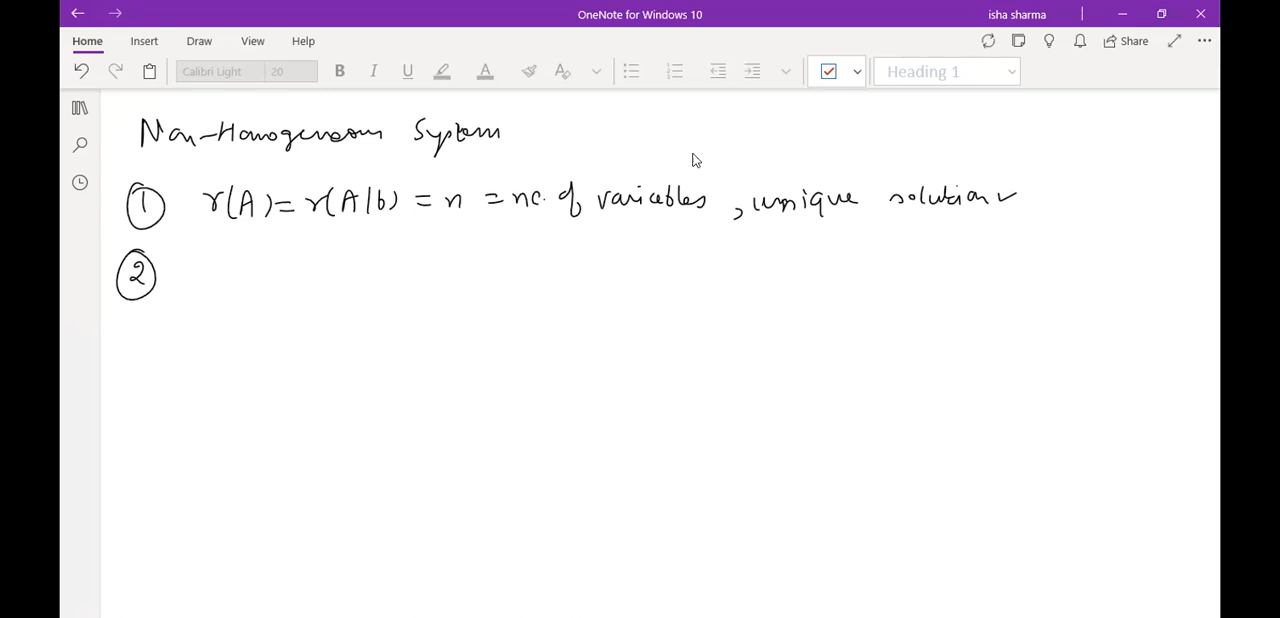 OneNote for Windows 10
isha sharma
Home Insert Draw View Help
Share
Calibri Light 20 B I U A A Heading 1
Non-Homogeneous System
① r(A) = r(A|b) = n = no. of variables, unique solution
②